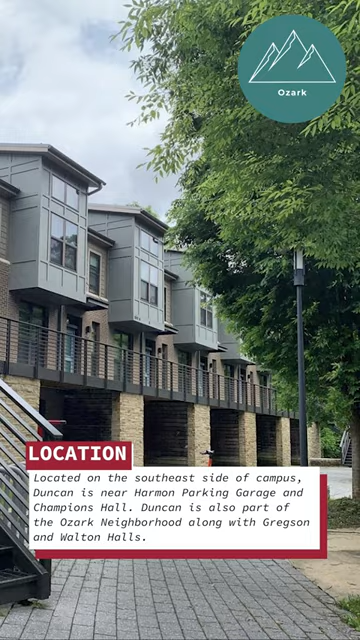 Ozark
LOCATION
Located on the southeast side of campus,
Duncan is near Harmon Parking Garage and
Champions Hall. Duncan is also part of
the Ozark Neighborhood along with Gregson
and Walton Halls.